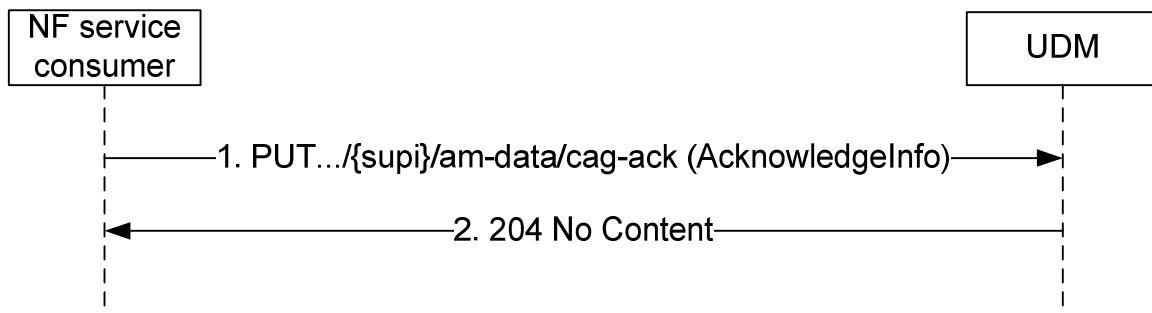 NF service
consumer
UDM
1. PUT.../{supi}/am-data/cag-ack (AcknowledgeInfo)
2. 204 No Content